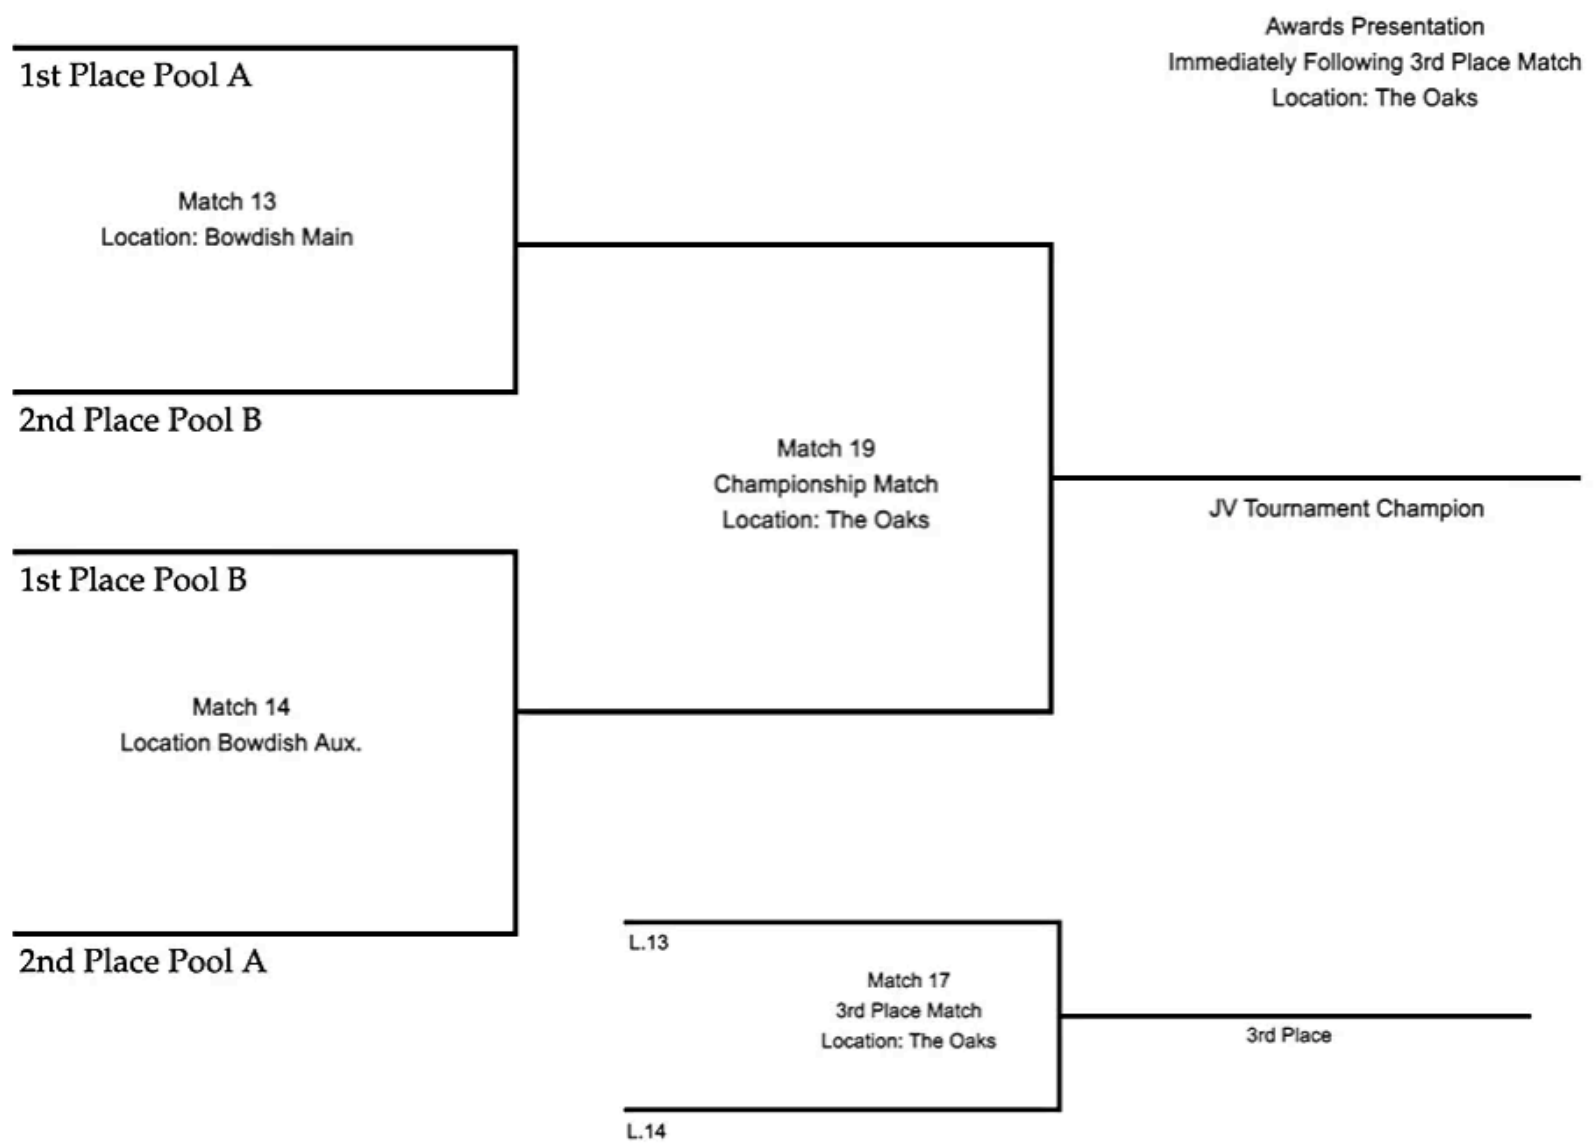 Awards Presentation
Immediately Following 3rd Place Match
Location: The Oaks
1st Place Pool A
Match 13
Location: Bowdish Main
2nd Place Pool B
Match 19
Championship Match
Location: The Oaks
JV Tournament Champion
1st Place Pool B
Match 14
Location Bowdish Aux.
2nd Place Pool A
L.13
Match 17
3rd Place Match
Location: The Oaks
3rd Place
L.14